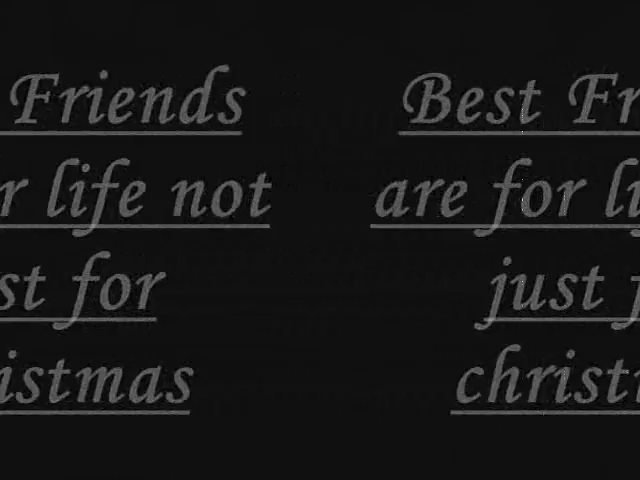 Friends Best Fr
r life not are for li
st for just f
istmas christ